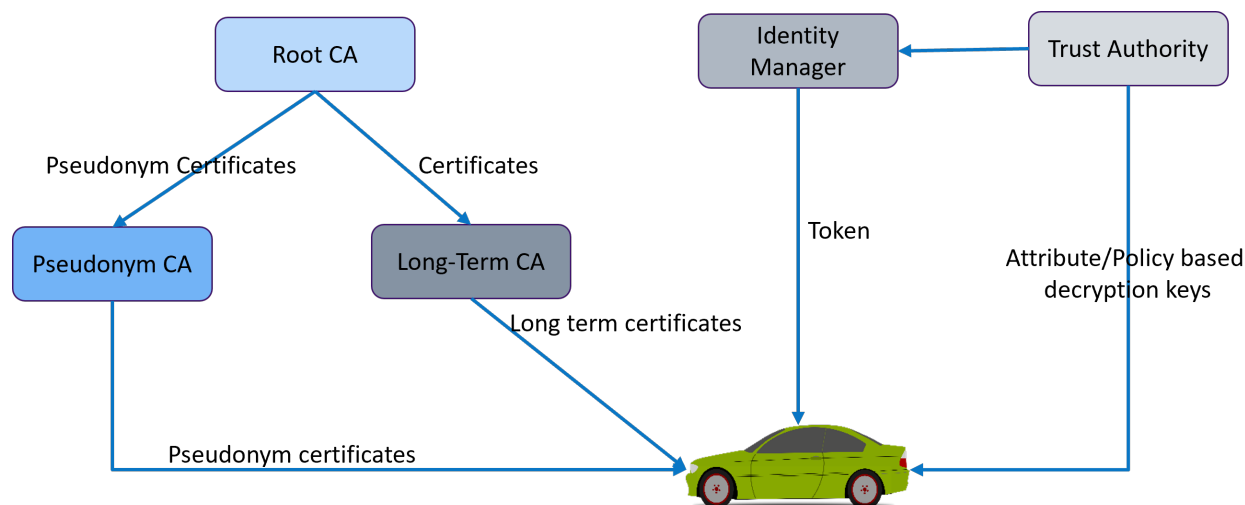 Root CA
Identity
Manager
Trust Authority
Pseudonym Certificates
Certificates
Pseudonym CA
Long-Term CA
Token
Attribute/Policy based
decryption keys
Long term certificates
Pseudonym certificates